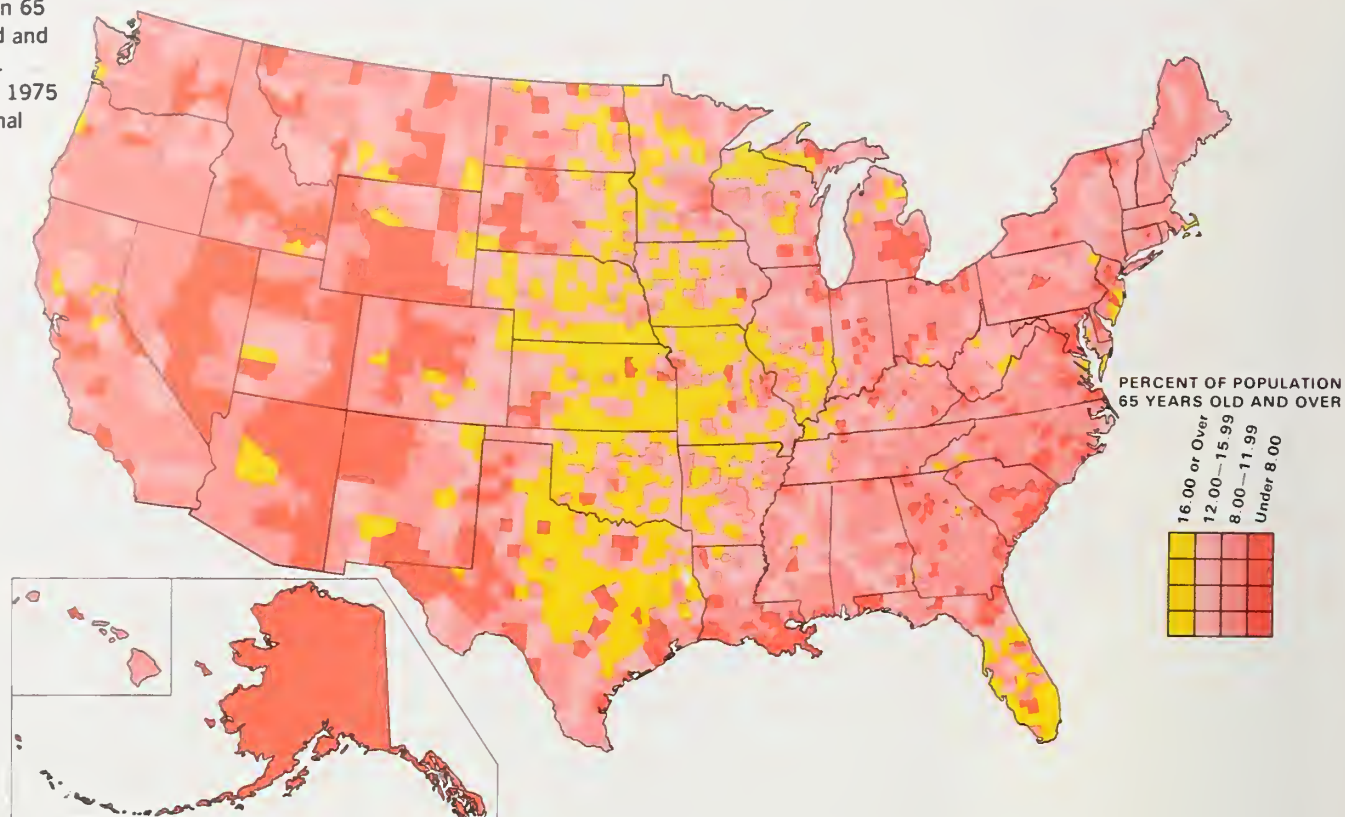 n 65
d and
1975
nal
PERCENT OF POPULATION
65 YEARS OLD AND OVER
16.00 or Over
12.00—15.99
8.00—11.99
Under 8.00